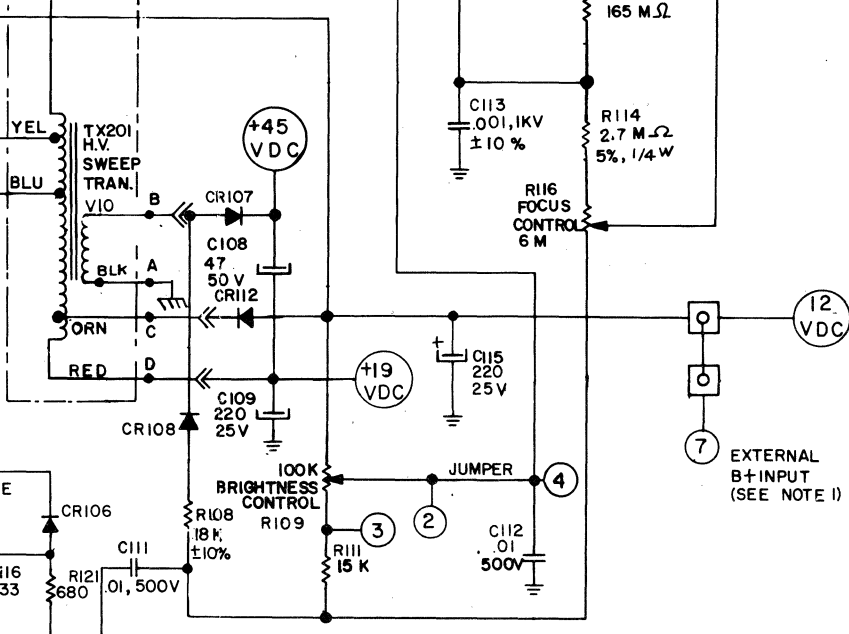 165 MΩ
C113
.001,1KV
±10%
R114
2.7 MΩ
5%, 1/4W
+45
VDC
YEL
TX201
H.V.
SWEEP
TRAN.
BLU
V10
B
CR107
R116
FOCUS
CONTROL
6 M
C108
47
50V
BLK
A
CR112
ORN
C
12
VDC
RED
D
+19
VDC
+
C115
220
25V
C109
220
25V
CR108
7
EXTERNAL
B+INPUT
(SEE NOTE 1)
100K
BRIGHTNESS
CONTROL
R109
JUMPER
4
2
E
CR106
R108
18K
±10%
3
C112
.01
500V
C111
.01, 500V
R111
15 K
116
33
R121
680